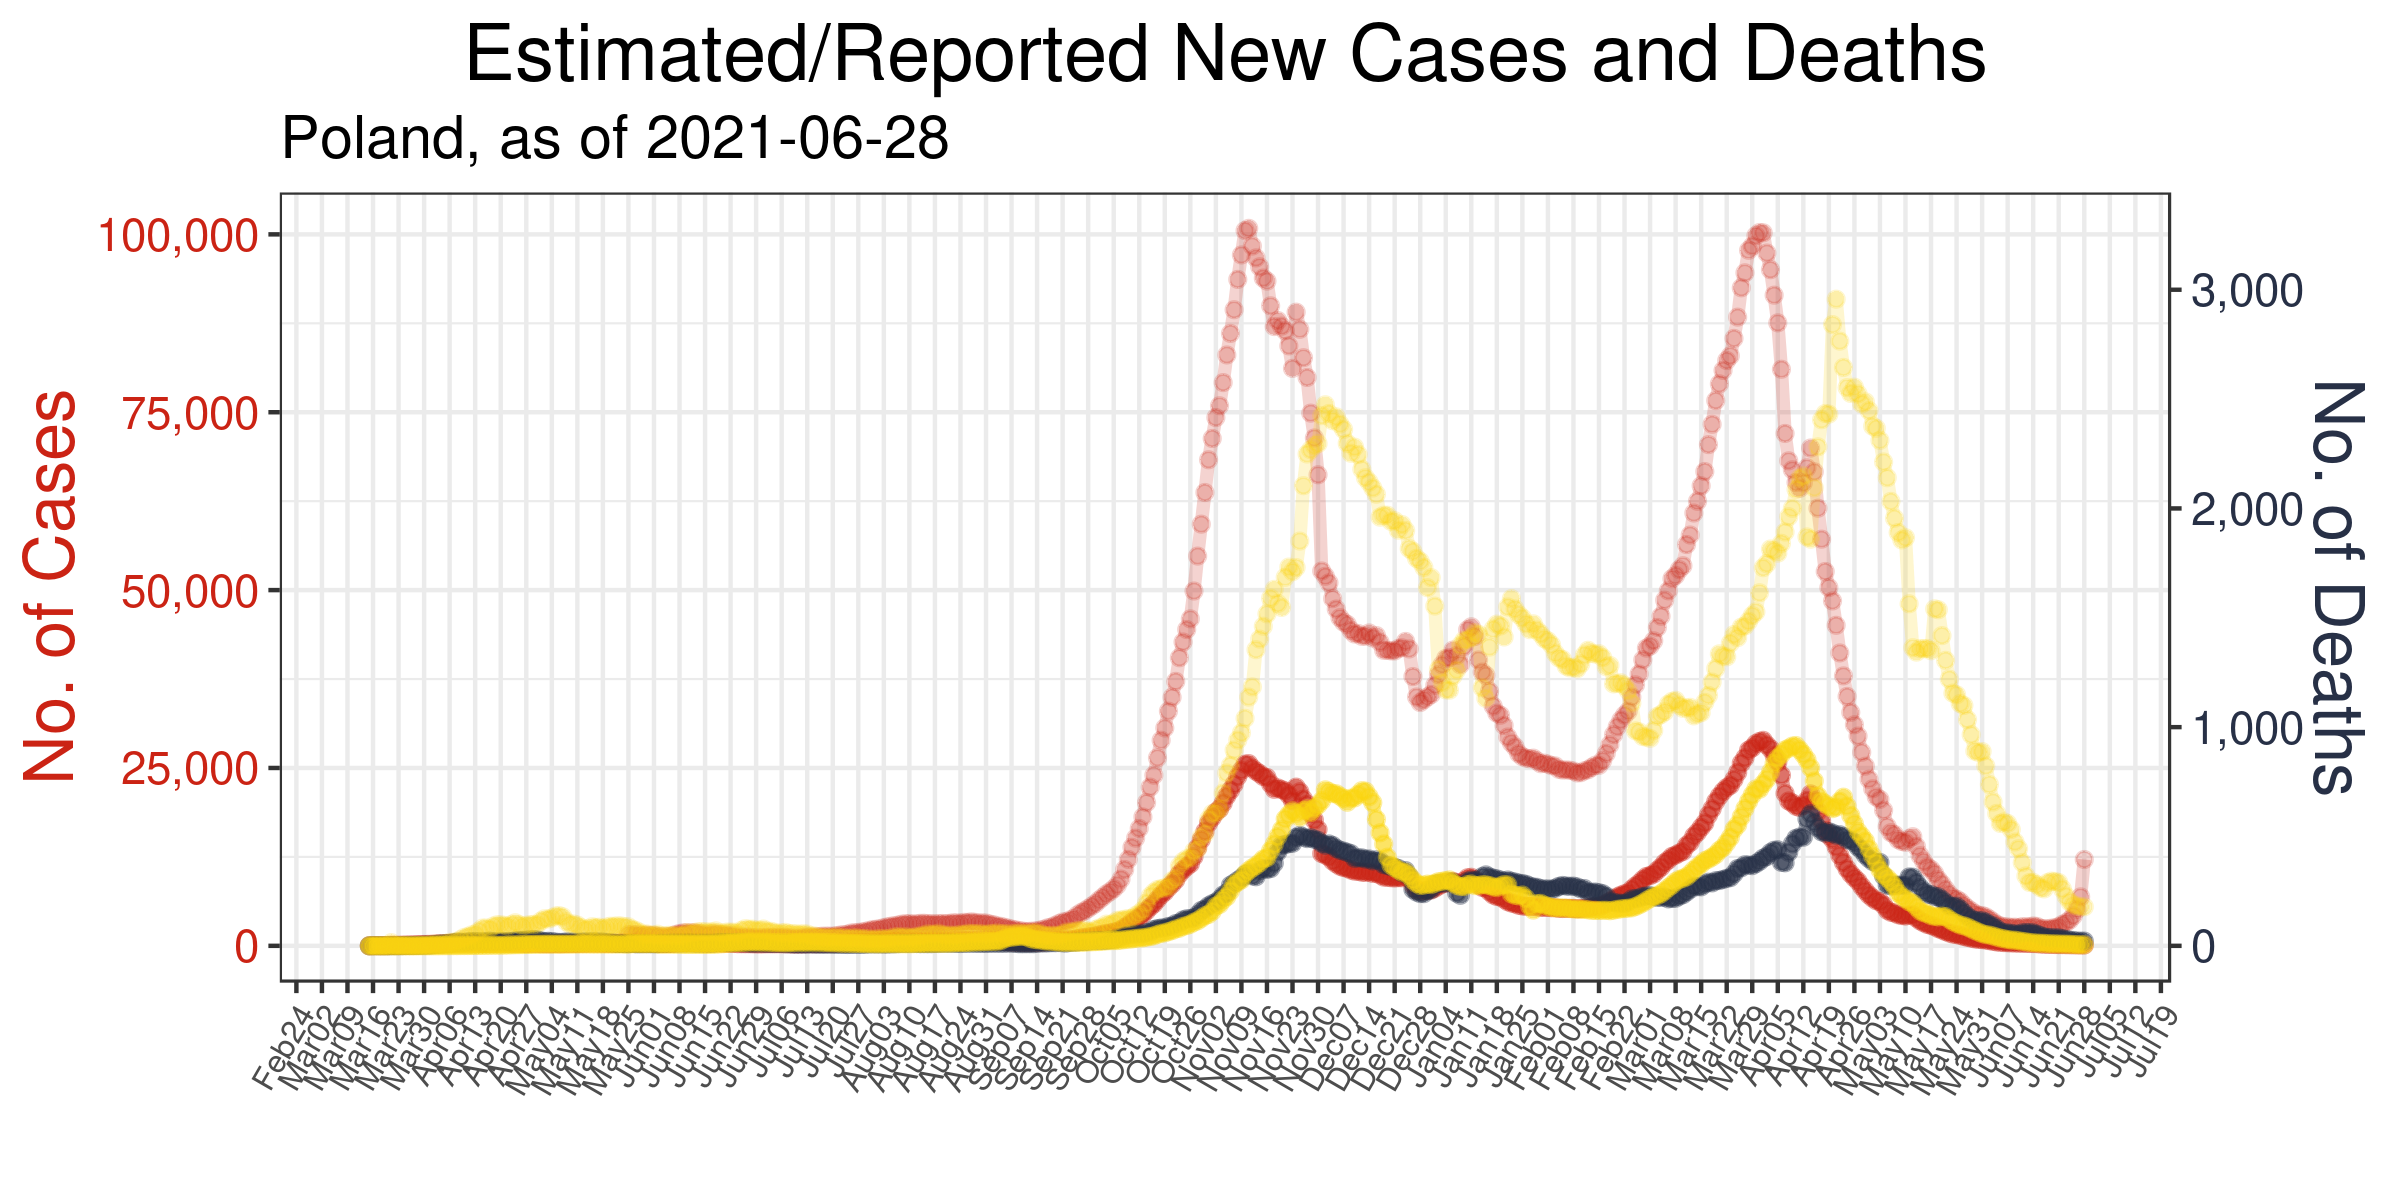 Estimated/Reported New Cases and Deaths
Poland, as of 2021-06-28
No. of Cases
100,000
75,000
50,000
25,000
0
3,000
2,000
1,000
0
No. of Deaths
Feb24
Mar02
Mar09
Mar16
Mar23
Mar30
Apr06
Apr13
Apr20
Apr27
May04
May11
May18
May25
Jun01
Jun08
Jun15
Jun22
Jun29
Jul06
Jul13
Jul20
Jul27
Aug03
Aug10
Aug17
Aug24
Aug31
Sep07
Sep14
Sep21
Sep28
Oct05
Oct12
Oct19
Oct26
Nov02
Nov09
Nov16
Nov23
Nov30
Dec07
Dec14
Dec21
Dec28
Jan04
Jan11
Jan18
Jan25
Feb01
Feb08
Feb15
Feb22
Mar01
Mar08
Mar15
Mar22
Mar29
Apr05
Apr12
Apr19
Apr26
May03
May10
May17
May24
May31
Jun07
Jun14
Jun21
Jun28
Jul05
Jul12
Jul19